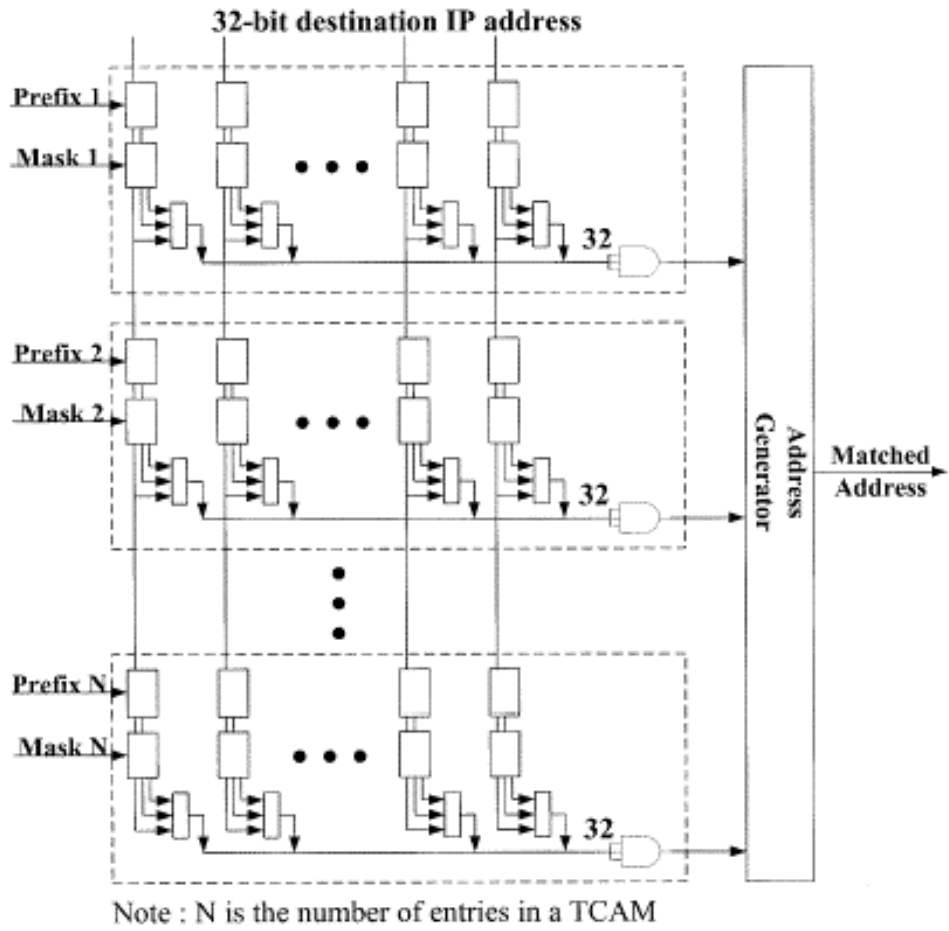 32-bit destination IP address
Prefix 1
Mask 1
32
Prefix 2
Mask 2
32
Address
Generator
Matched
Address
Prefix N
Mask N
32
Note : N is the number of entries in a TCAM